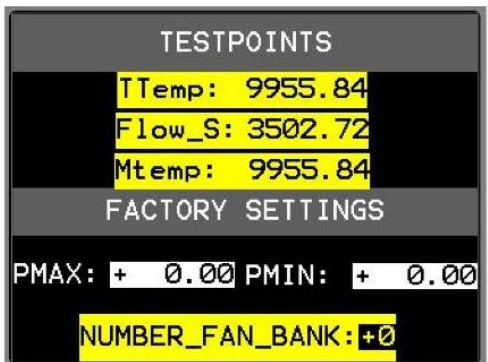 TESTPOINTS
TTemp: 9955.84
Flow_S: 3502.72
Mtemp: 9955.84
FACTORY SETTINGS
PMAX: + 0.00 PMIN: + 0.00
NUMBER_FAN_BANK:+0